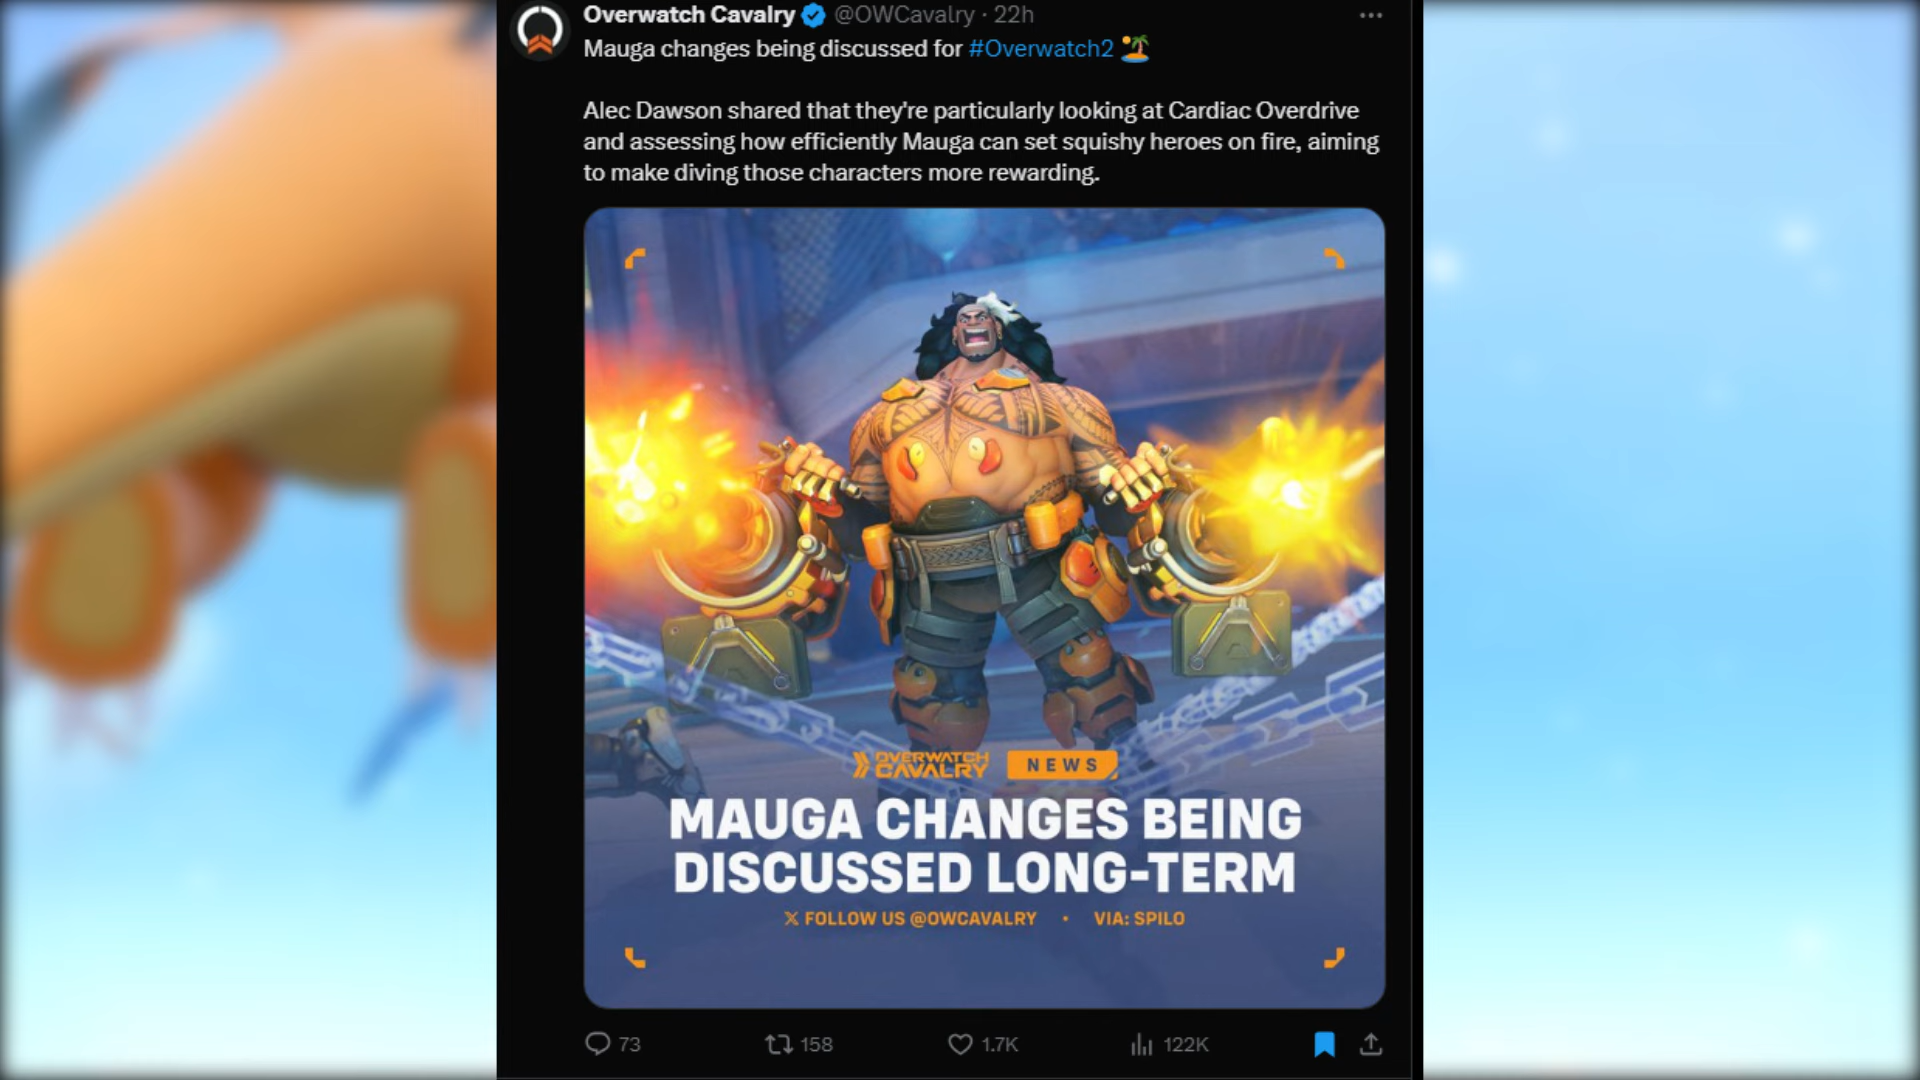 Overwatch Cavalry @OWCavalry · 22h
Mauga changes being discussed for #Overwatch2
Alec Dawson shared that they're particularly looking at Cardiac Overdrive
and assessing how efficiently Mauga can set squishy heroes on fire, aiming
to make diving those characters more rewarding.
OVERWATCH
CAVALRY
NEWS
MAUGA CHANGES BEING
DISCUSSED LONG-TERM
X FOLLOW US @OWCAVALRY • VIA: SPILO
73 158 1.7K 122K